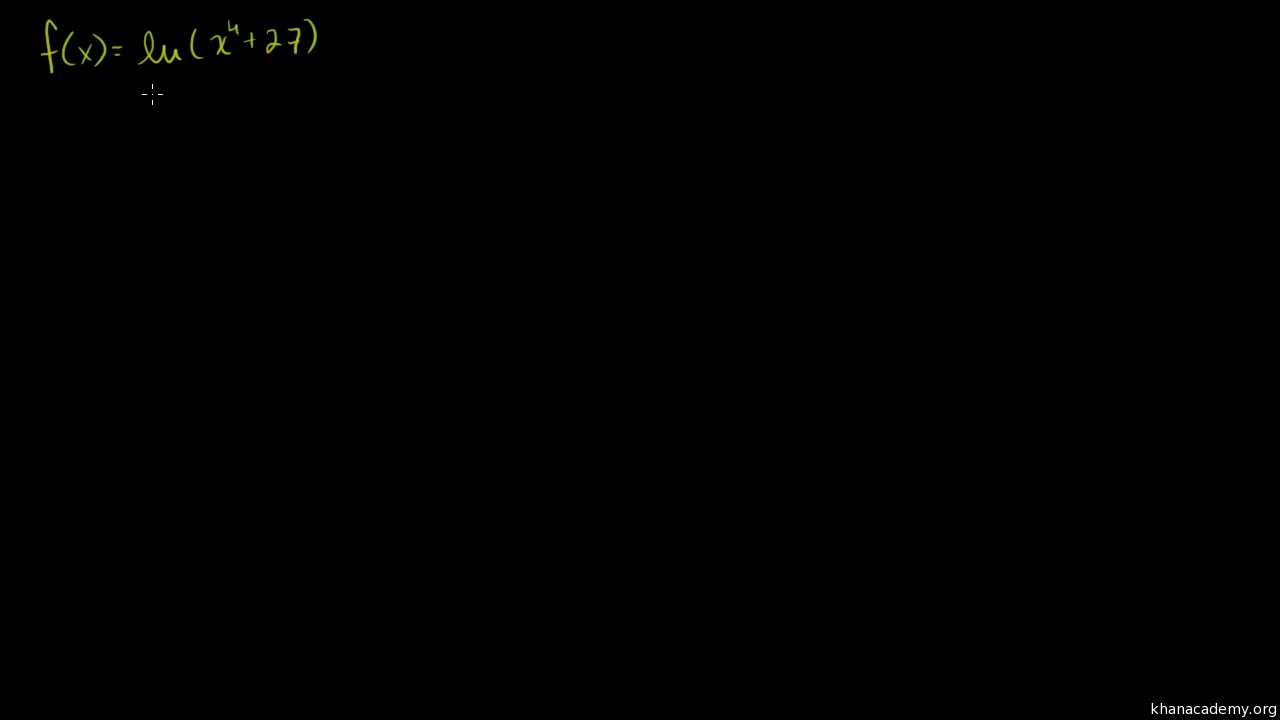 f(x)= ln(x⁴+27)
khanacademy.org